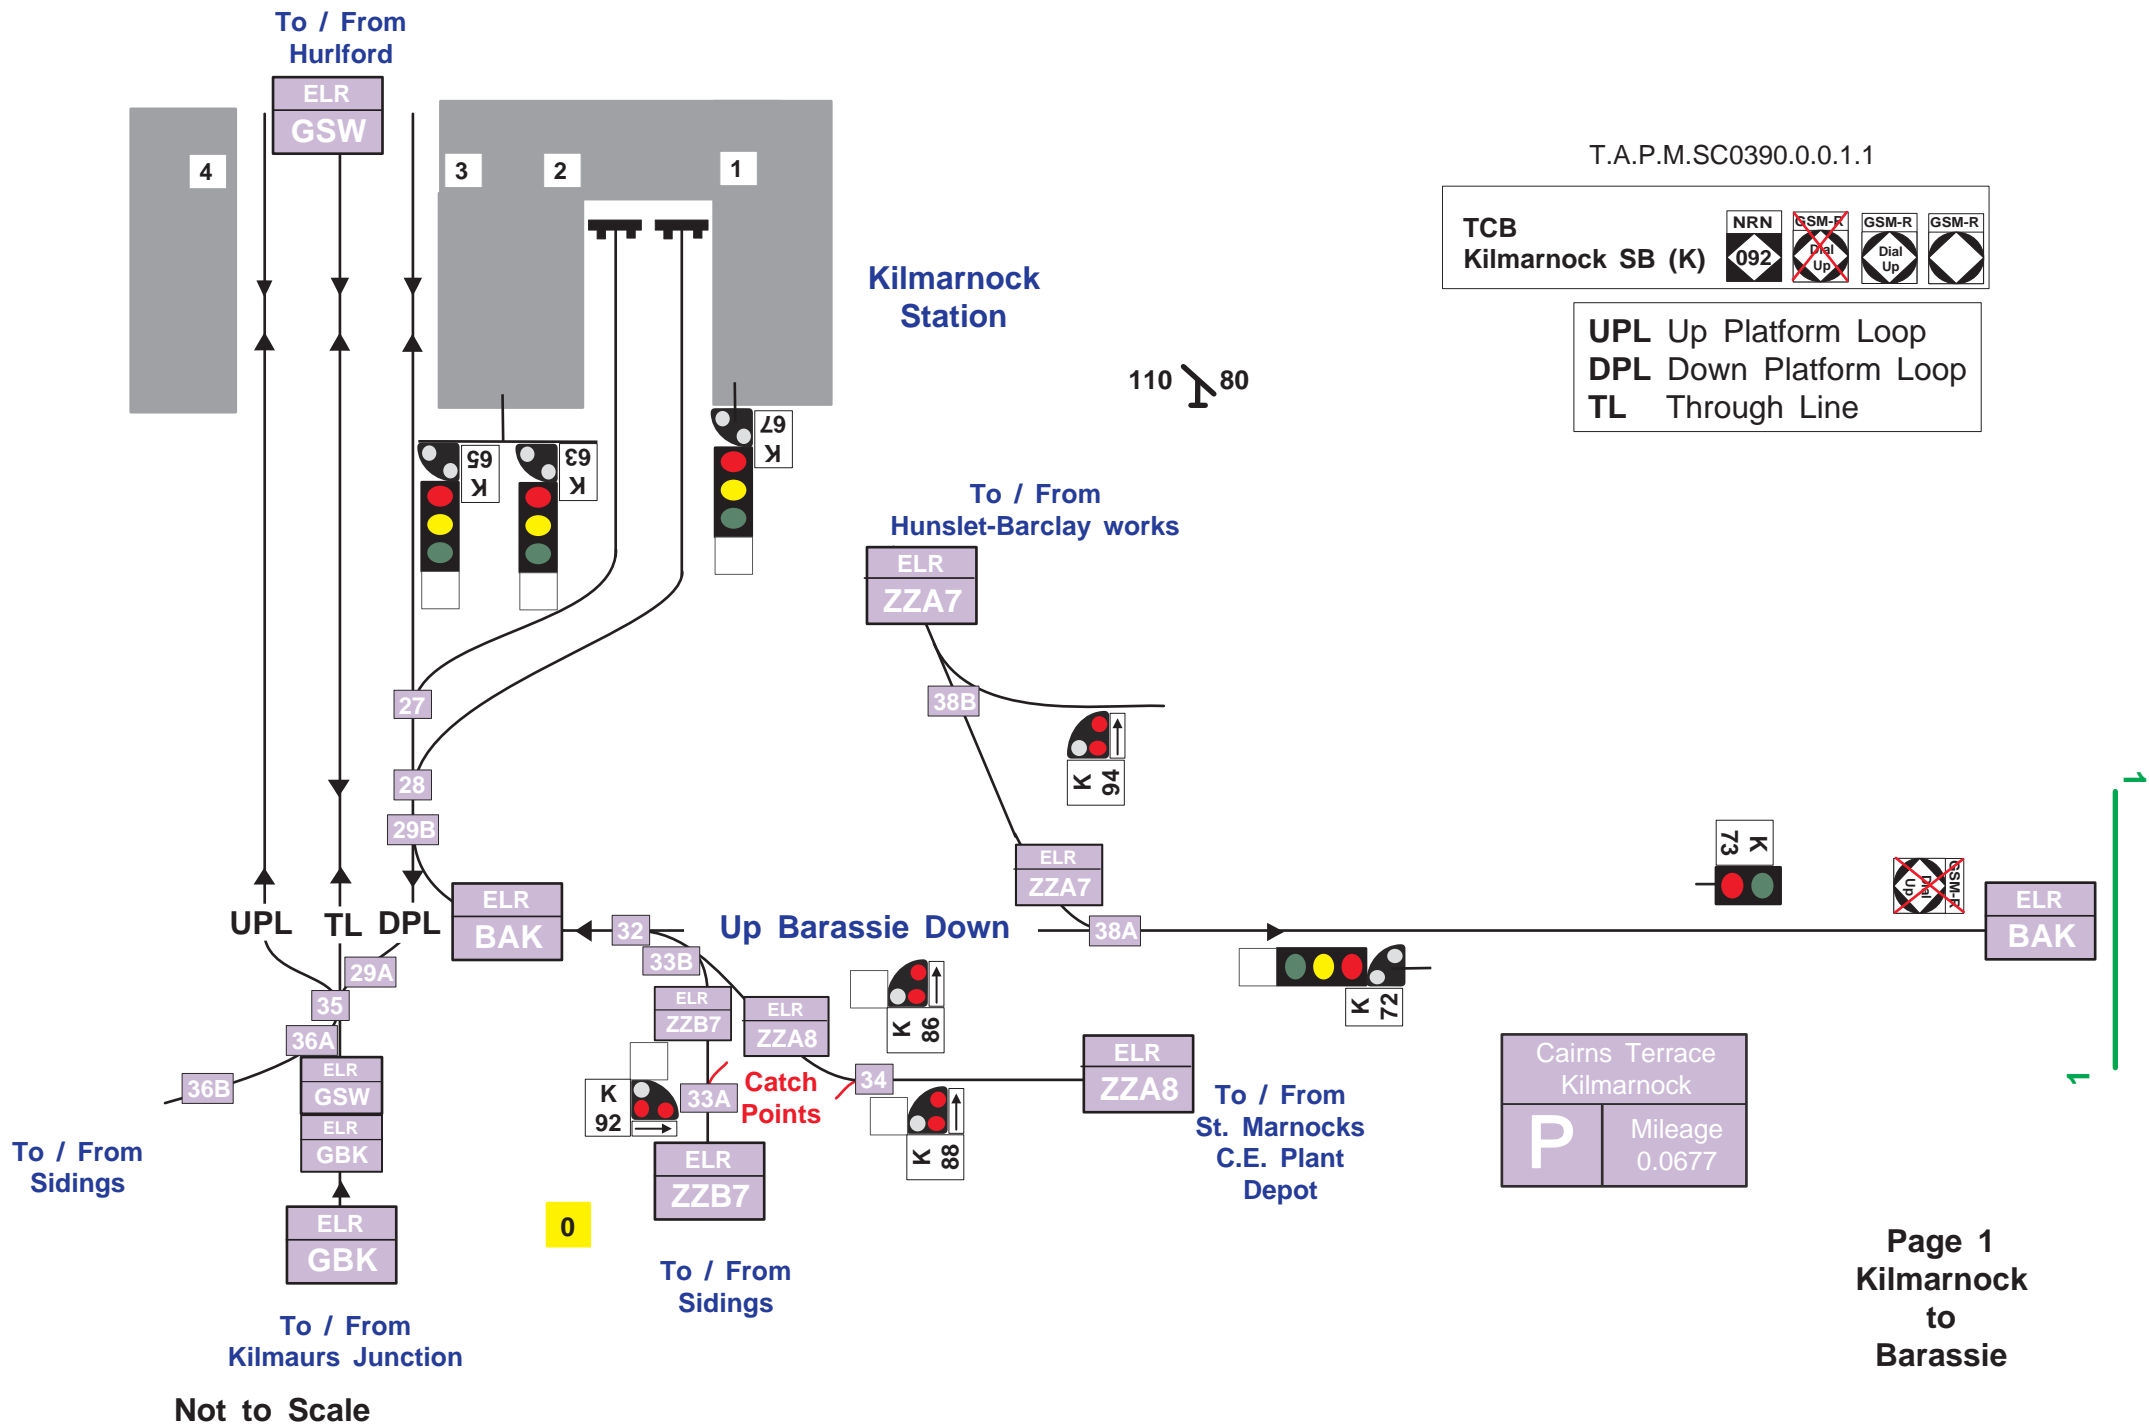 To / From
Hurlford
ELR
GSW
4
3
2
1
Kilmarnock
Station
T.A.P.M.SC0390.0.0.1.1
TCB
Kilmarnock SB (K)
NRN
092
GSM-R
Dial
Up
GSM-R
Dial
Up
GSM-R
UPL Up Platform Loop
DPL Down Platform Loop
TL Through Line
110 80
K
65
K
63
K
67
To / From
Hunslet-Barclay works
ELR
ZZA7
27
38B
K
94
28
29B
ELR
ZZA7
K
73
GSM-R
Dial
Up
1
1
UPL TL DPL
ELR
BAK
32
Up Barassie Down
38A
ELR
BAK
33B
29A
35
36A
36B
ELR
ZZB7
ELR
ZZA8
K
86
K
72
ELR
GSW
ELR
GBK
K
92
33A
Catch
Points
34
K
88
ELR
ZZA8
To / From
St. Marnocks
C.E. Plant
Depot
Cairns Terrace
Kilmarnock
P
Mileage
0.0677
To / From
Sidings
ELR
ZZB7
ELR
GBK
0
To / From
Sidings
To / From
Kilmaurs Junction
Page 1
Kilmarnock
to
Barassie
Not to Scale